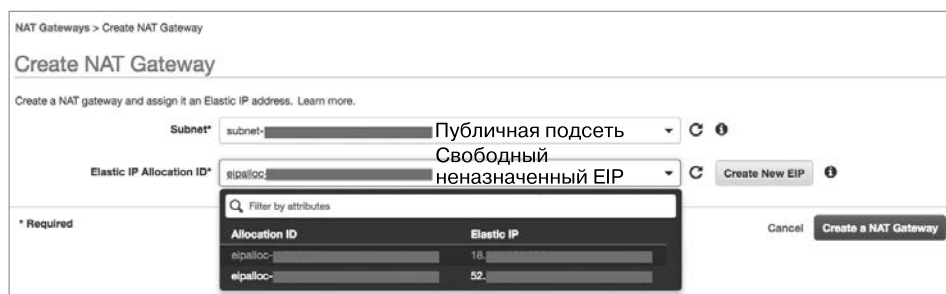 NAT Gateways > Create NAT Gateway
Create NAT Gateway
Create a NAT gateway and assign it an Elastic IP address. Learn more.
Subnet* subnet- Публичная подсеть
Elastic IP Allocation ID* eipalloc- Свободный неназначенный EIP Create New EIP
Filter by attributes
* Required Cancel Create a NAT Gateway
Allocation ID Elastic IP
eipalloc- 18.
eipalloc- 52.